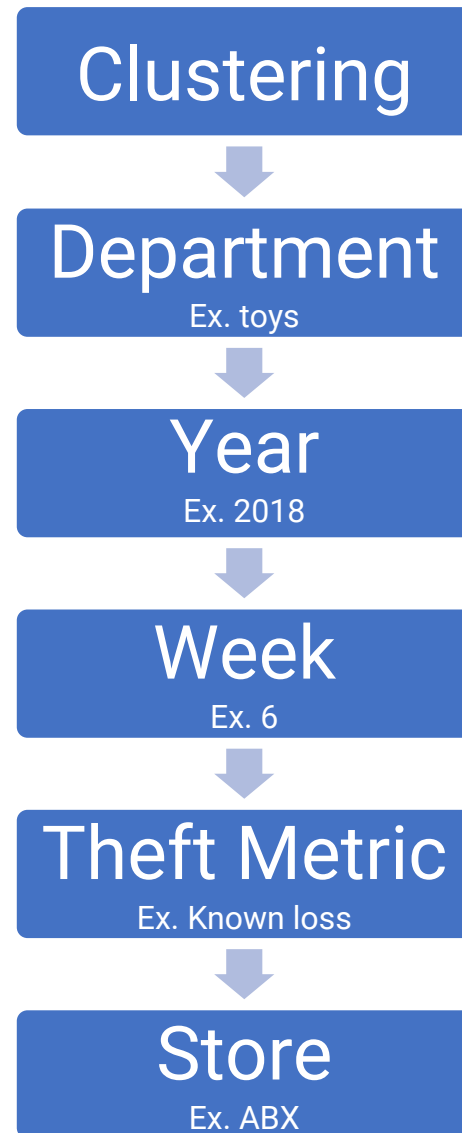 Clustering
Department
Ex. toys
Year
Ex. 2018
Week
Ex. 6
Theft Metric
Ex. Known loss
Store
Ex. ABX